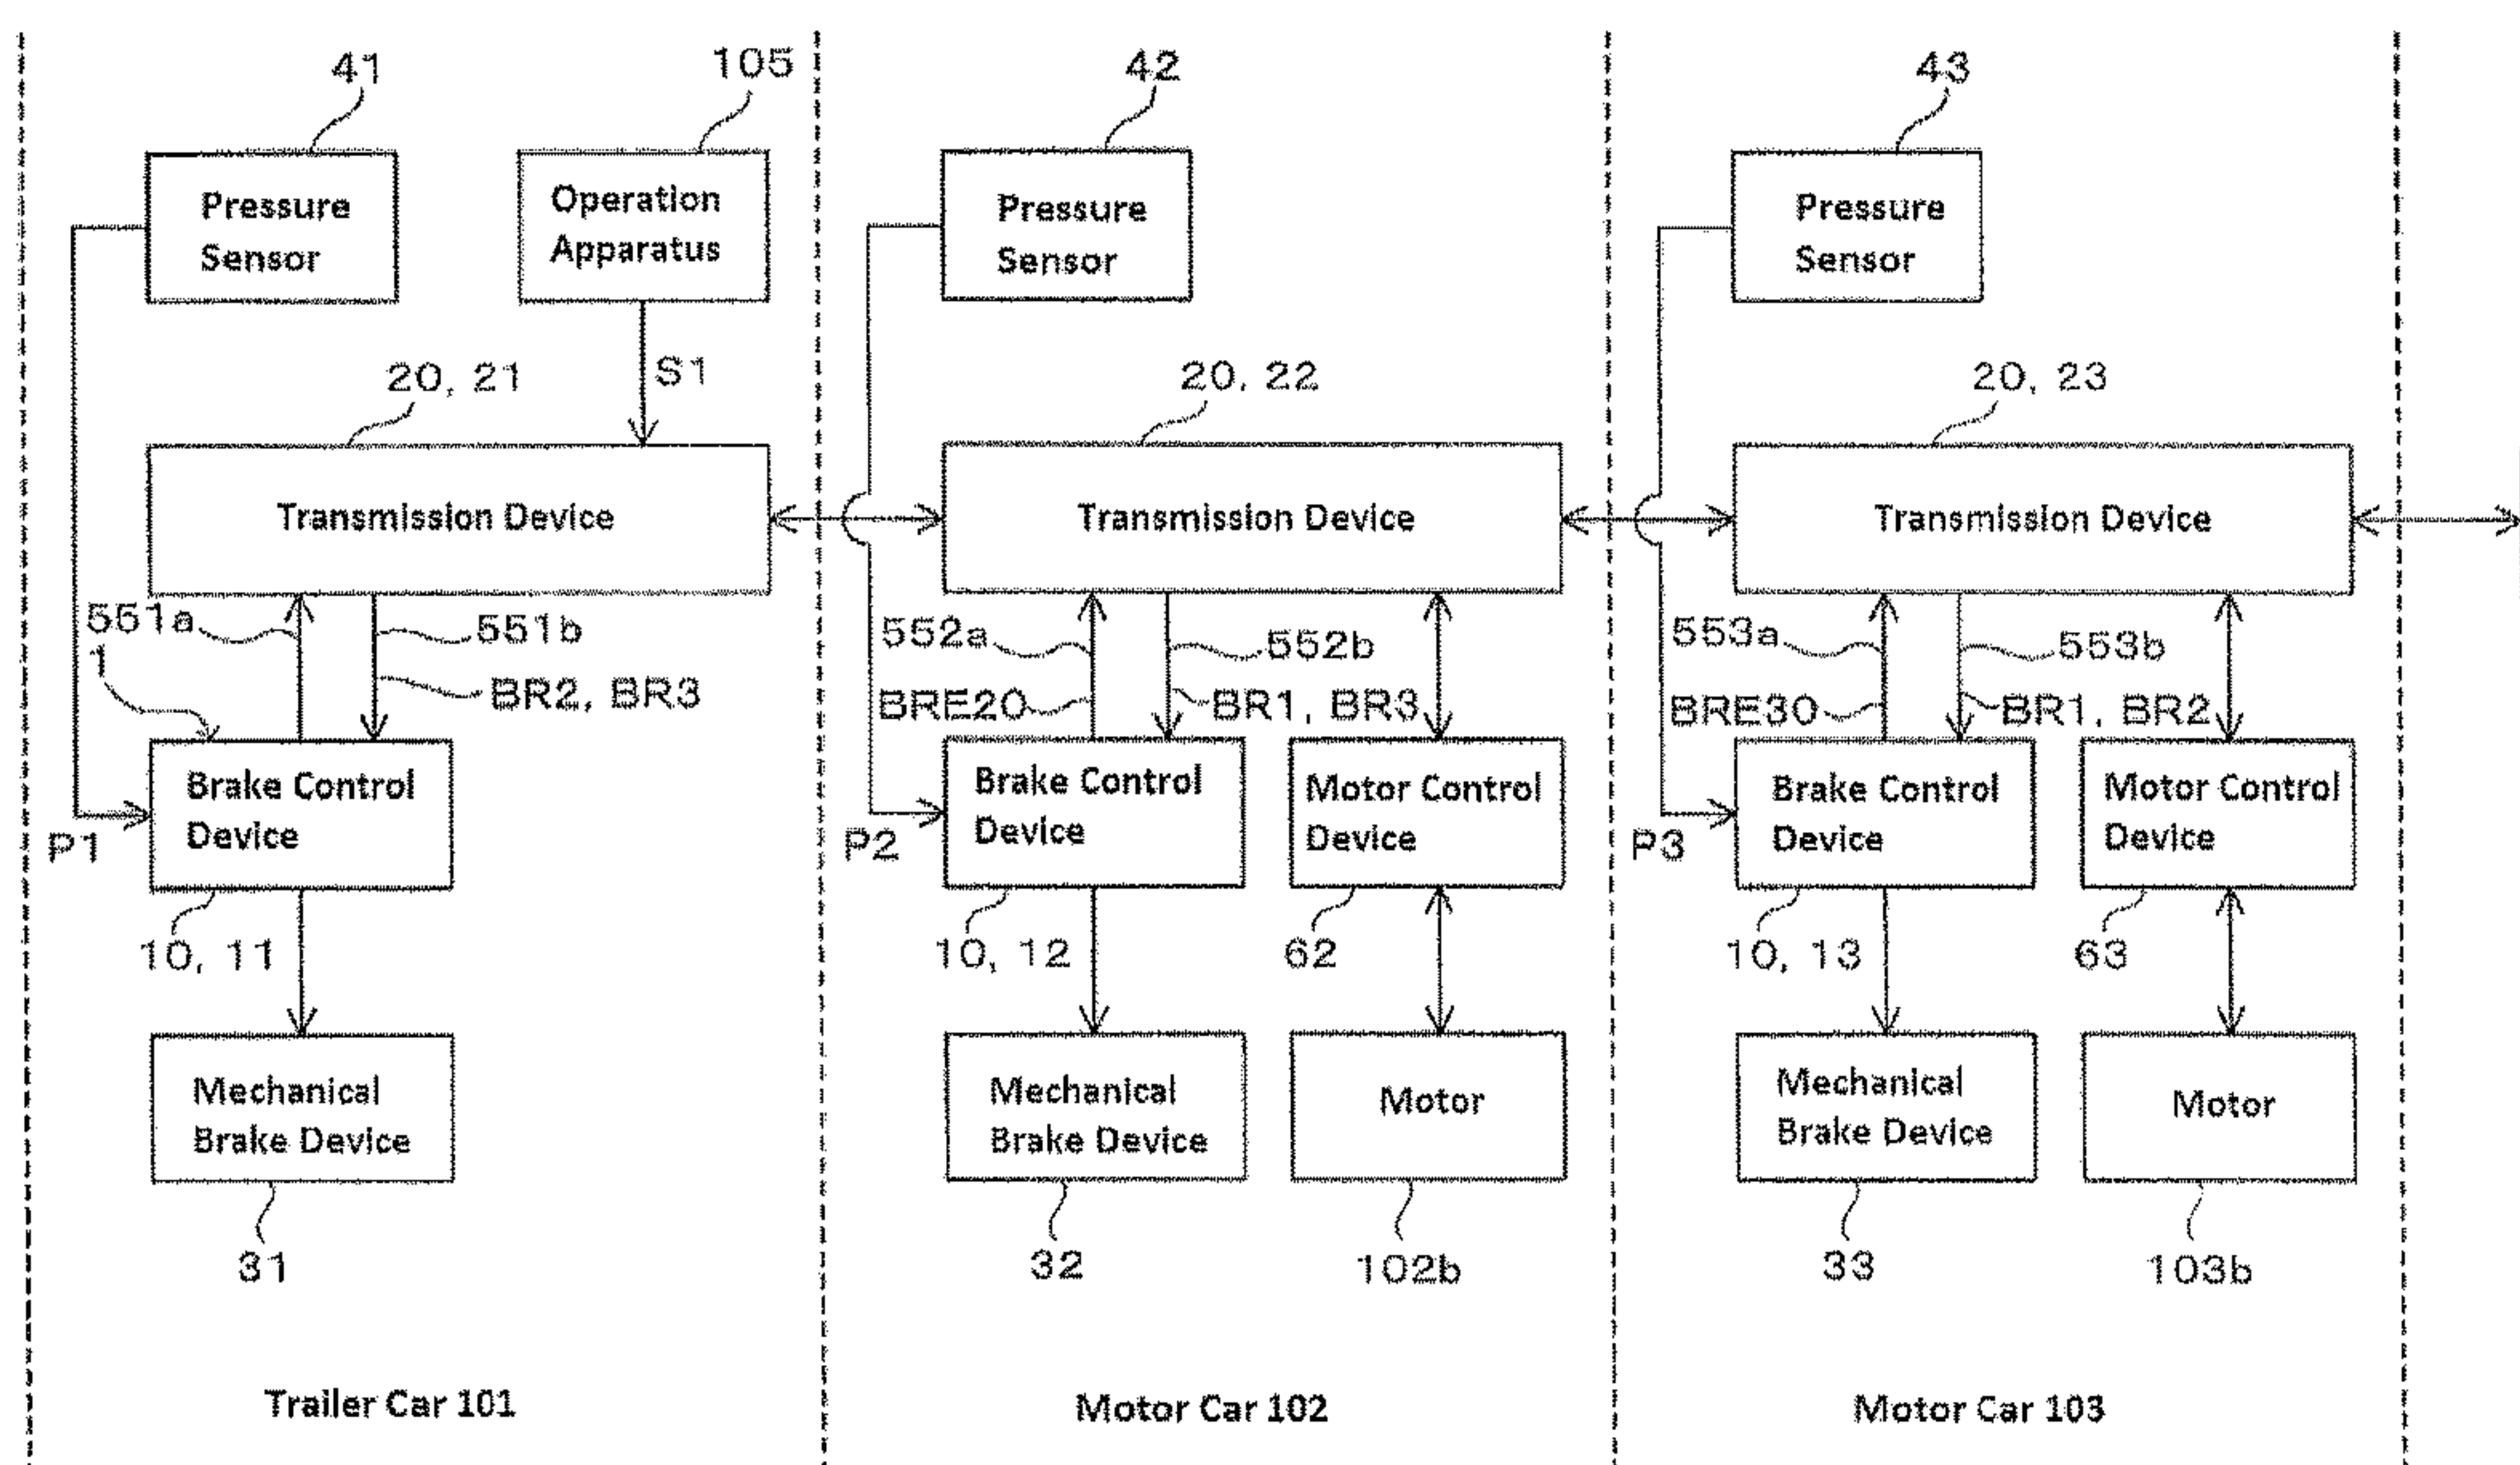 41
105
42
43
Pressure
Sensor
Operation
Apparatus
Pressure
Sensor
Pressure
Sensor
20, 21
S1
20, 22
20, 23
Transmission Device
Transmission Device
Transmission Device
551a
551b
552a
552b
553a
553b
1
BR2, BR3
BRE20
BR1, BR3
BRE30
BR1, BR2
Brake Control
Device
Brake Control
Device
Motor Control
Device
Brake Control
Device
Motor Control
Device
P1
P2
P3
10, 11
10, 12
62
10, 13
63
Mechanical
Brake Device
Mechanical
Brake Device
Motor
Mechanical
Brake Device
Motor
31
32
102b
33
103b
Trailer Car 101
Motor Car 102
Motor Car 103